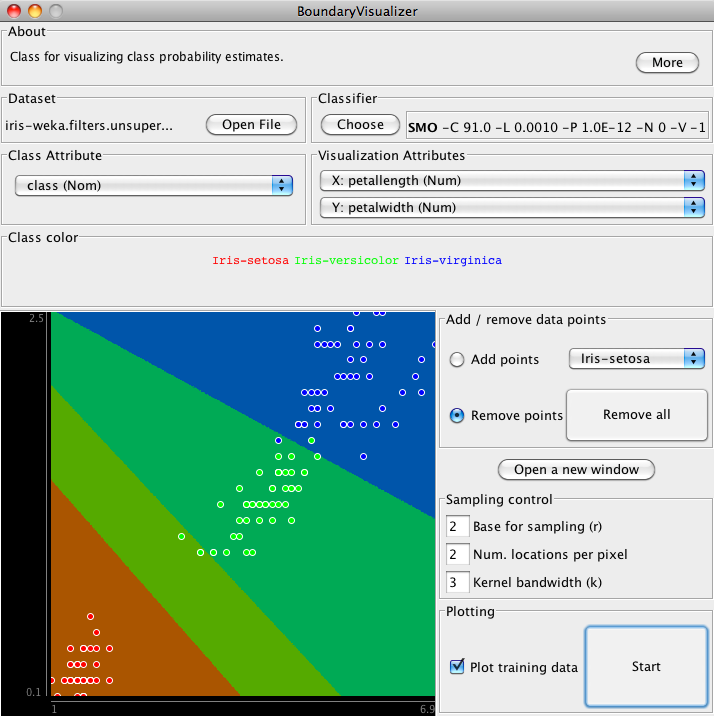 BoundaryVisualizer
About
Class for visualizing class probability estimates.
More
Dataset
iris-weka.filters.unsuper...
Open File
Classifier
Choose
SMO -C 91.0 -L 0.0010 -P 1.0E-12 -N 0 -V -1
Class Attribute
class (Nom)
Visualization Attributes
X: petallength (Num)
Y: petalwidth (Num)
Class color
Iris-setosa Iris-versicolor Iris-virginica
2.5
0.1
1
6.9
Add / remove data points
Add points
Iris-setosa
Remove points
Remove all
Open a new window
Sampling control
2 Base for sampling (r)
2 Num. locations per pixel
3 Kernel bandwidth (k)
Plotting
Plot training data
Start